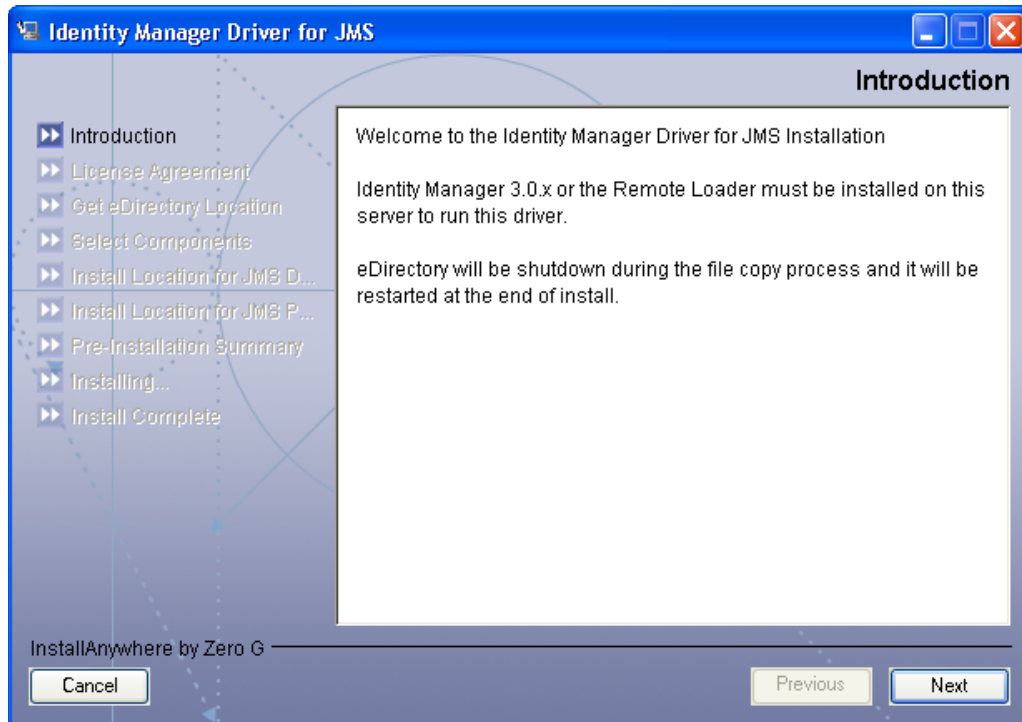 Identity Manager Driver for JMS
Introduction
Introduction
License Agreement
Get eDirectory Location
Select Components
Install Location for JMS D...
Install Location for JMS P...
Pre-Installation Summary
Installing...
Install Complete
Welcome to the Identity Manager Driver for JMS Installation
Identity Manager 3.0.x or the Remote Loader must be installed on this
server to run this driver.
eDirectory will be shutdown during the file copy process and it will be
restarted at the end of install.
InstallAnywhere by Zero G
Cancel
Previous
Next